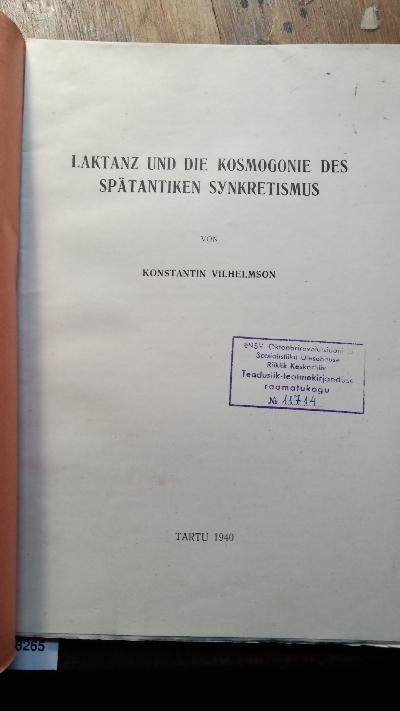 LAKTANZ UND DIE KOSMOGONIE DES
SPÄTANTIKEN SYNKRETISMUS
VON
KONSTANTIN VILHELMSON
ENSV Oktoobrirevolutsiooni ja
Sotsialistliku Ülesehituse
Riiklik Keskarhiiv
Teaduslik-teatmekirjanduse
raamatukogu
№ 11714
TARTU 1940
8265